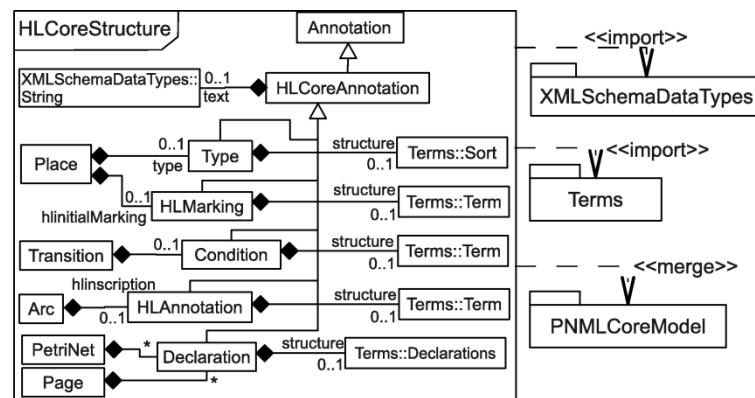 HLCoreStructure
Annotation
<<import>>
XMLSchemaDataTypes::
String
0..1
text
HLCoreAnnotation
XMLSchemaDataTypes
Place
0..1
type
Type
structure
0..1
Terms::Sort
<<import>>
0..1
hlinitialMarking
HLMarking
structure
0..1
Terms::Term
Terms
Transition
0..1
Condition
structure
0..1
Terms::Term
<<merge>>
Arc
hlinscription
0..1
HLAnnotation
structure
0..1
Terms::Term
PNMLCoreModel
PetriNet
*
Declaration
structure
0..1
Terms::Declarations
Page
*